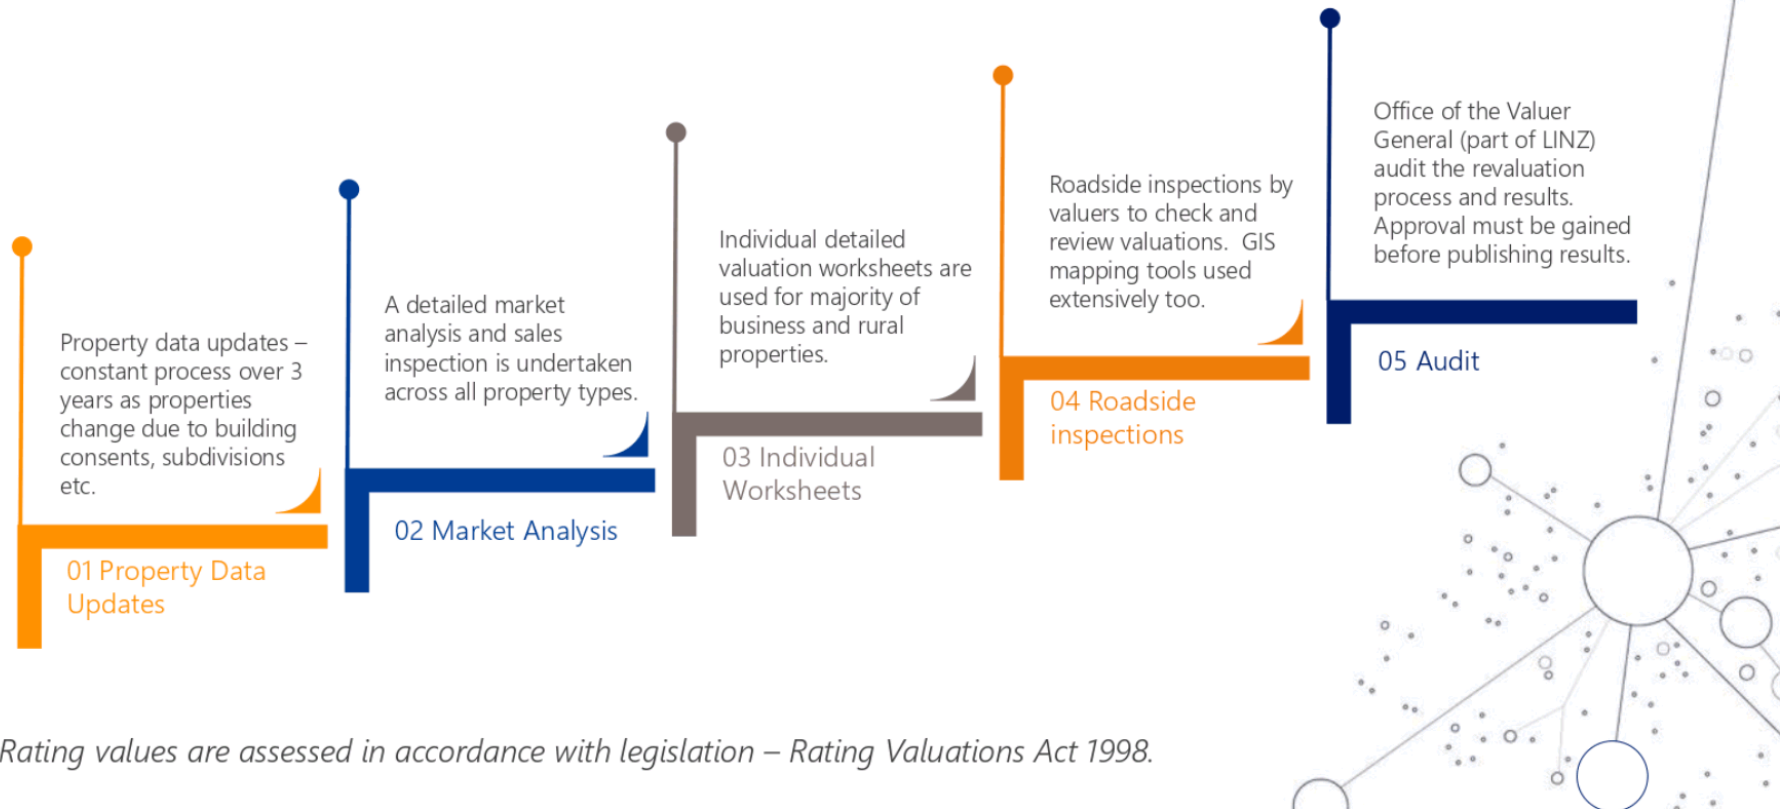 Property data updates –
constant process over 3
years as properties
change due to building
consents, subdivisions
etc.
01 Property Data
Updates
A detailed market
analysis and sales
inspection is undertaken
across all property types.
02 Market Analysis
Individual detailed
valuation worksheets are
used for majority of
business and rural
properties.
03 Individual
Worksheets
Roadside inspections by
valuers to check and
review valuations.  GIS
mapping tools used
extensively too.
04 Roadside
inspections
Office of the Valuer
General (part of LINZ)
audit the revaluation
process and results.
Approval must be gained
before publishing results.
05 Audit
Rating values are assessed in accordance with legislation – Rating Valuations Act 1998.